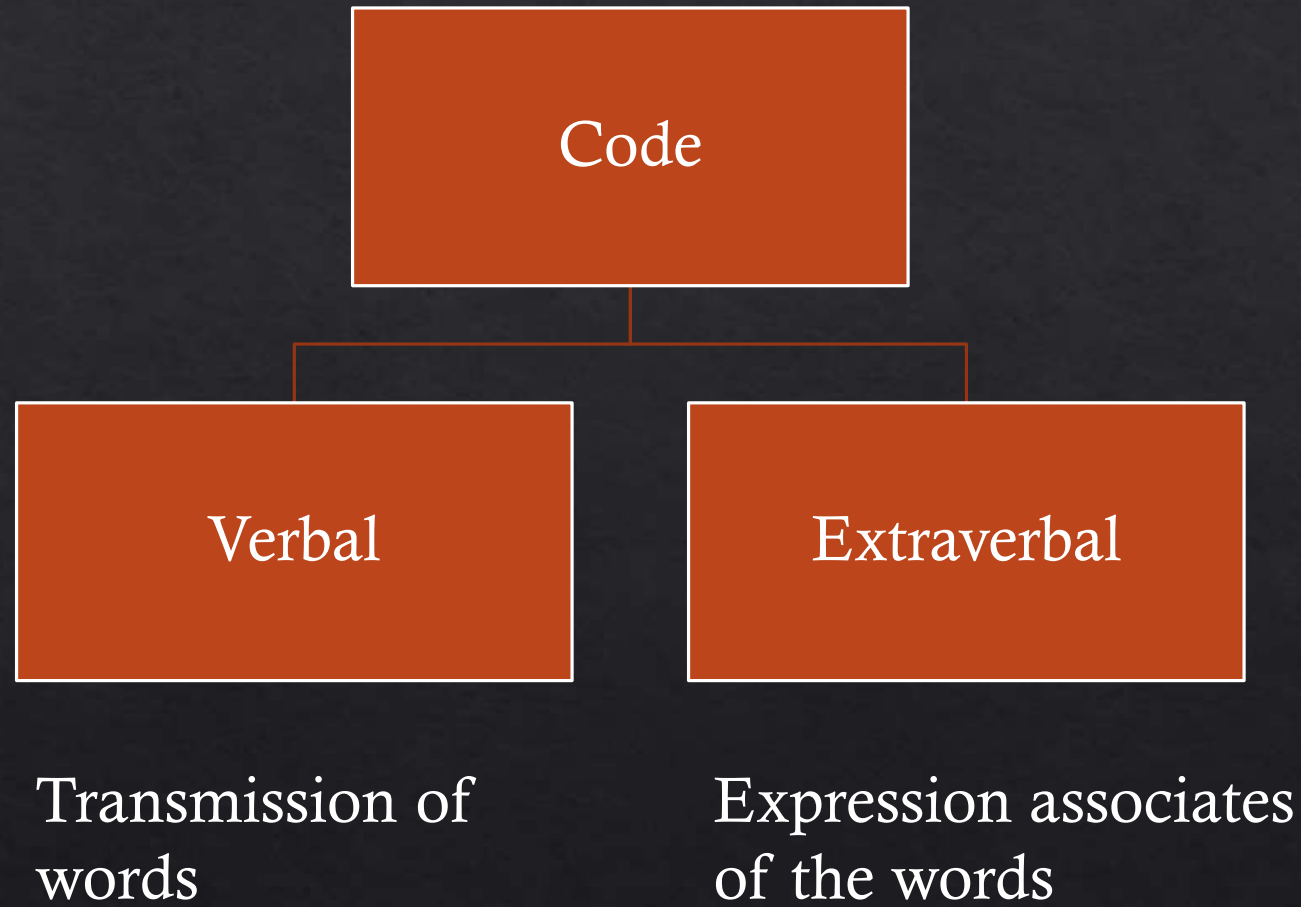 Code
Verbal
Extraverbal
Transmission of
words
Expression associates
of the words